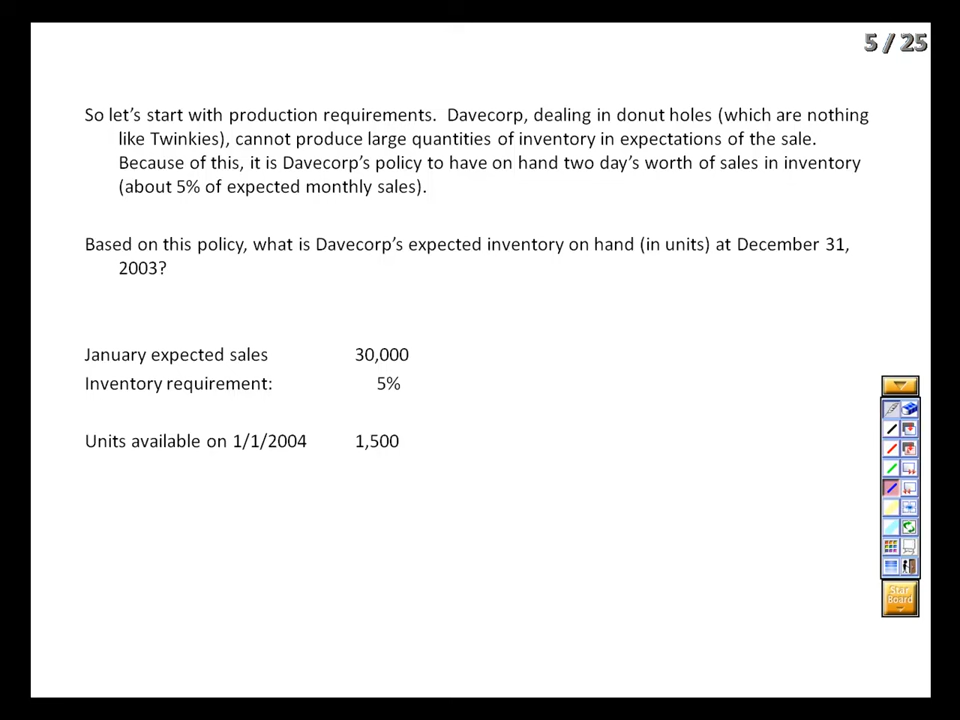 5 / 25
So let’s start with production requirements.  Davecorp, dealing in donut holes (which are nothing
like Twinkies), cannot produce large quantities of inventory in expectations of the sale.
Because of this, it is Davecorp’s policy to have on hand two day’s worth of sales in inventory
(about 5% of expected monthly sales).
Based on this policy, what is Davecorp’s expected inventory on hand (in units) at December 31,
2003?
January expected sales 30,000
Inventory requirement: 5%
Units available on 1/1/2004 1,500
Star
Board